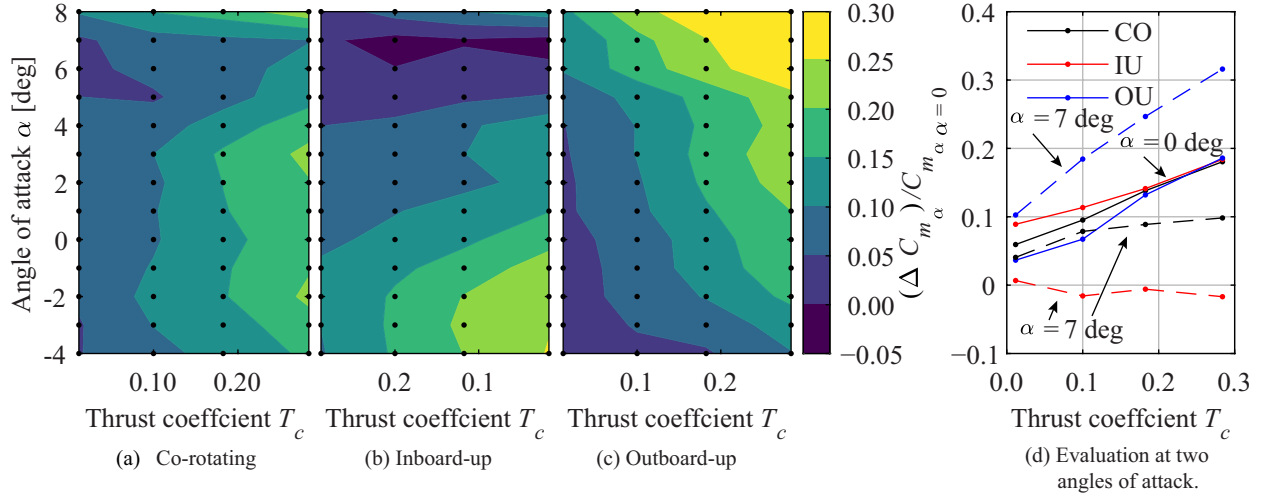 8
6
4
2
0
-2
-4
Angle of attack α [deg]
0.10 0.20
Thrust coeffcient T_c
(a) Co-rotating
0.2 0.1
Thrust coeffcient T_c
(b) Inboard-up
0.1 0.2
Thrust coeffcient T_c
(c) Outboard-up
0.30
0.25
0.20
0.15
0.10
0.05
0.00
−0.05
(Δ C_{m_α})/C_{m_α α = 0}
0.4
0.3
0.2
0.1
0
−0.1
CO
IU
OU
α = 7 deg
α = 0 deg
α = 7 deg
0 0.1 0.2 0.3
Thrust coeffcient T_c
(d) Evaluation at two
angles of attack.